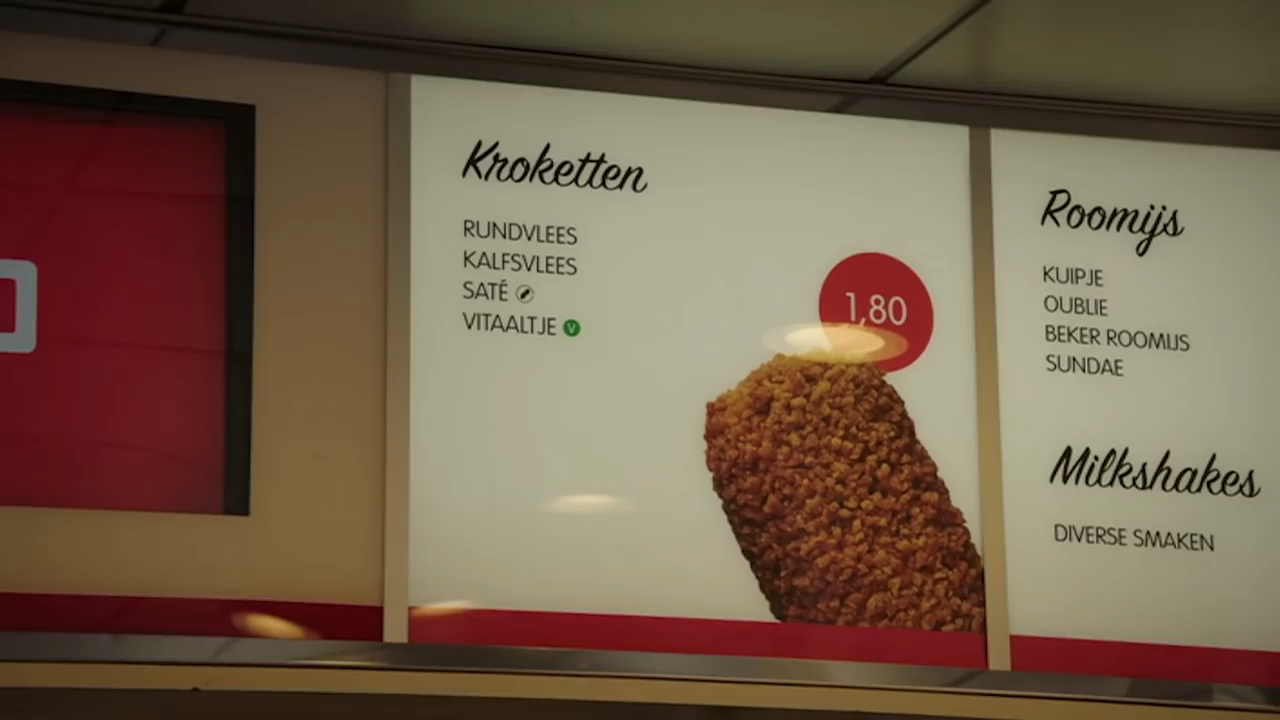 Kroketten
RUNDVLEES
KALFSVLEES
SATÉ
VITAALTJE V
1,80
Roomijs
KUIPJE
OUBLIE
BEKER ROOMIJS
SUNDAE
Milkshakes
DIVERSE SMAKEN